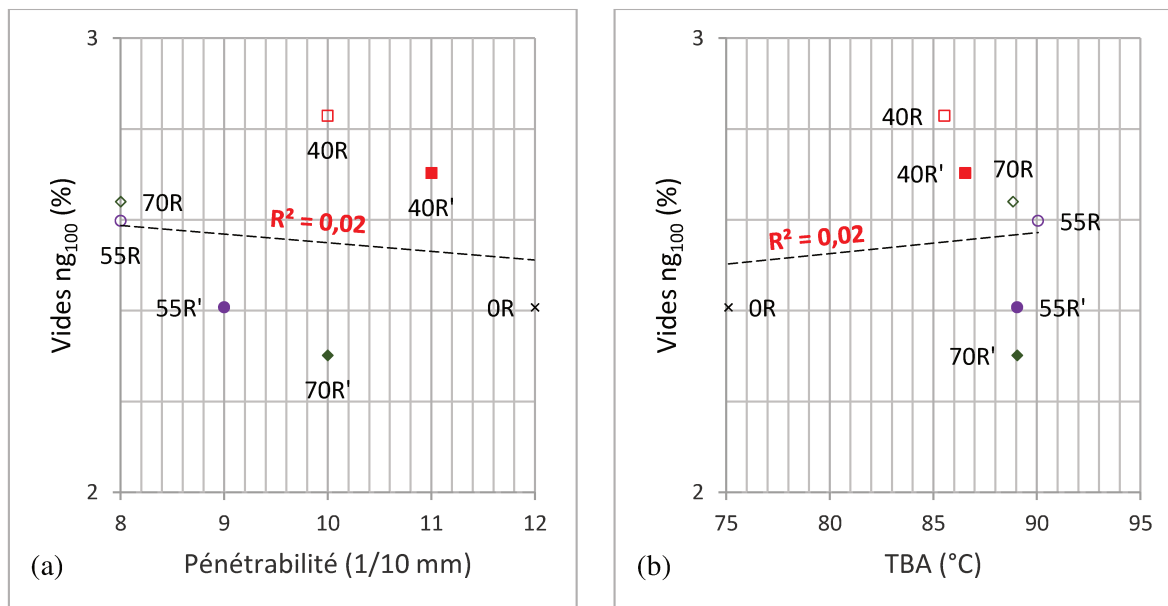 3
40R
40R'
70R
R² = 0,02
55R
55R'
0R
70R'
2
8 9 10 11 12
Vides ng100 (%)
(a) Pénétrabilité (1/10 mm)
3
40R
40R'
70R
55R
R² = 0,02
0R
55R'
70R'
2
75 80 85 90 95
Vides ng100 (%)
(b) TBA (°C)